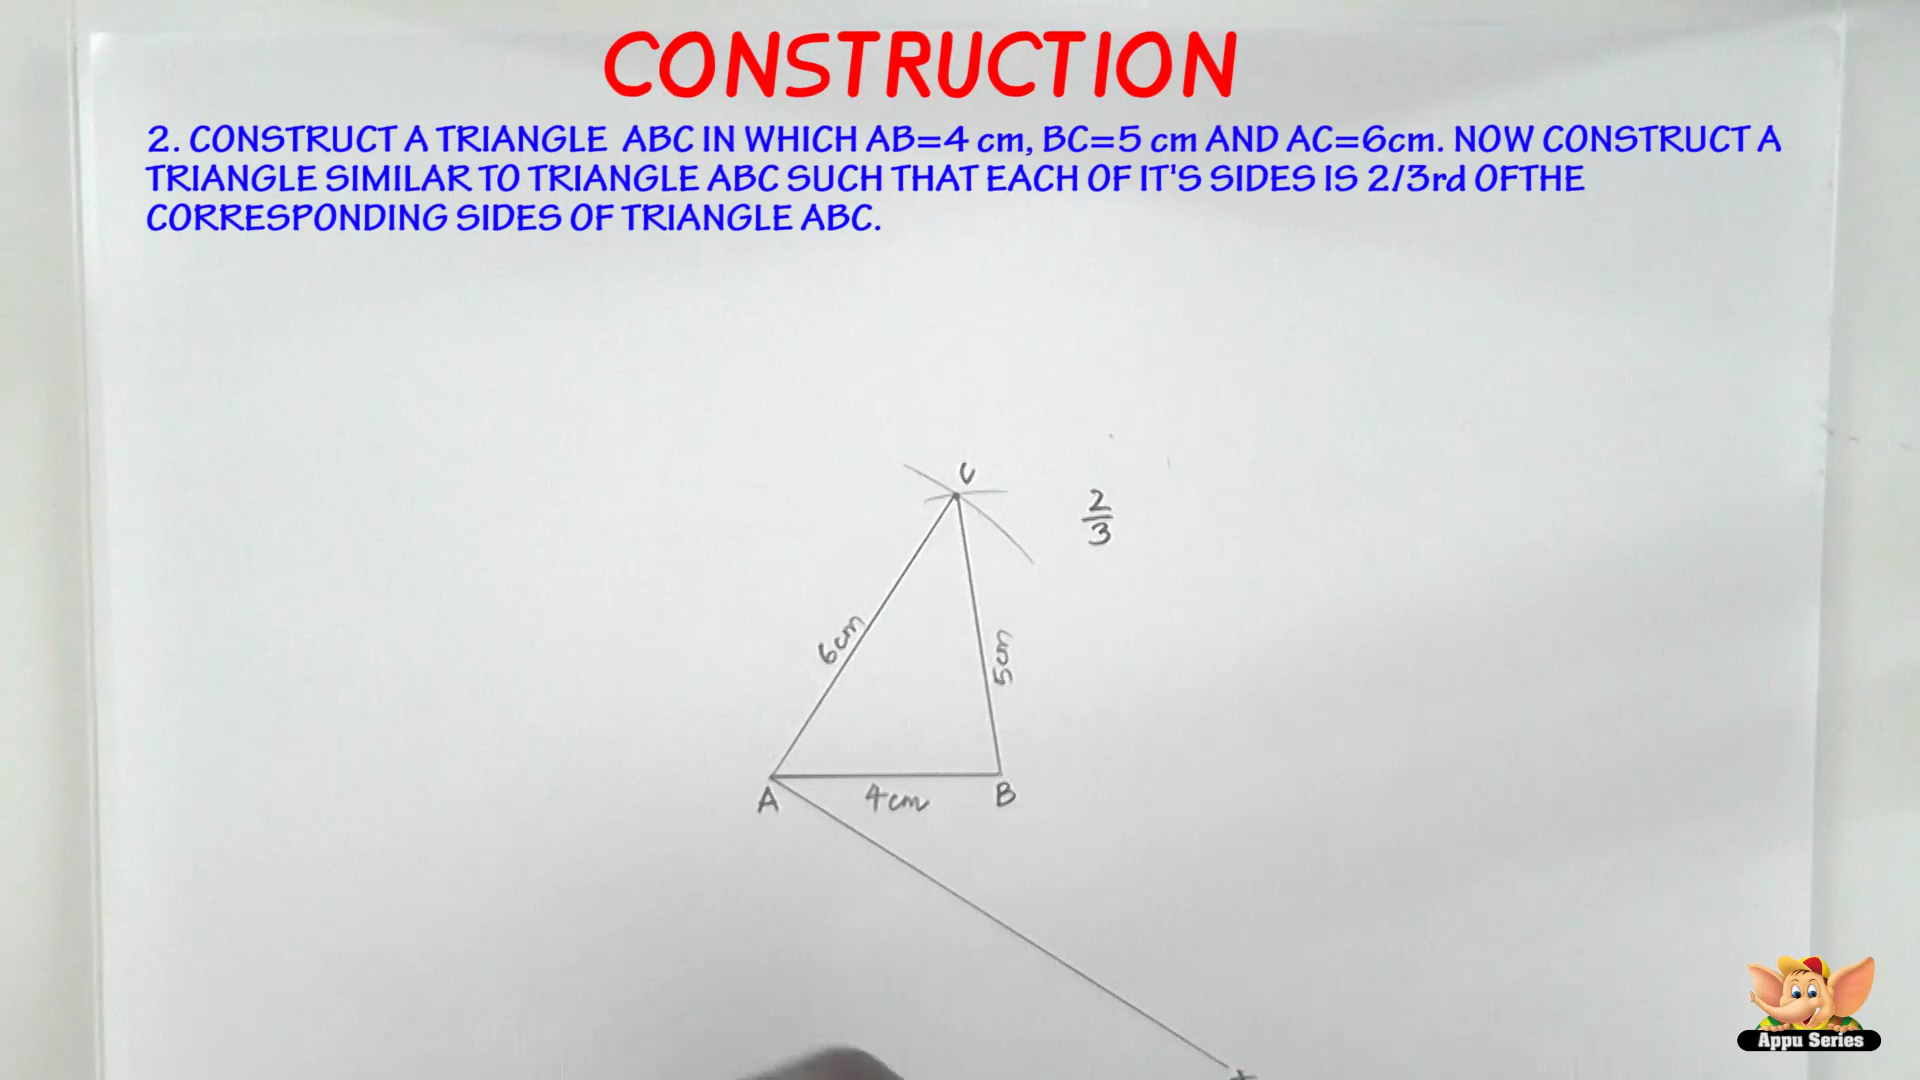 CONSTRUCTION
2. CONSTRUCT A TRIANGLE ABC IN WHICH AB=4 cm, BC=5 cm AND AC=6cm. NOW CONSTRUCT A
TRIANGLE SIMILAR TO TRIANGLE ABC SUCH THAT EACH OF IT'S SIDES IS 2/3rd OFTHE
CORRESPONDING SIDES OF TRIANGLE ABC.
C
2
3
6cm
5cm
A
4cm
B
Appu Series